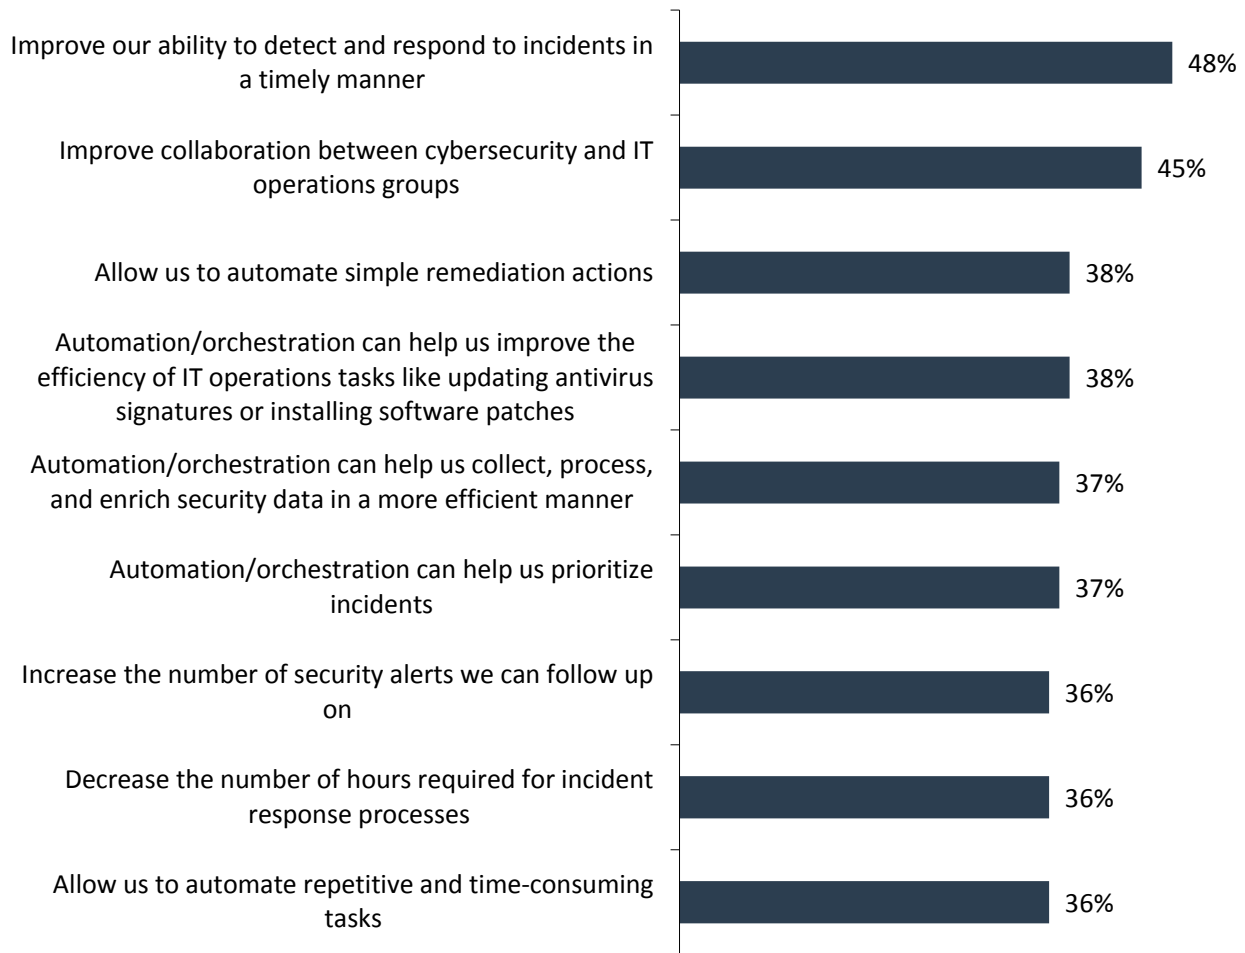 Improve our ability to detect and respond to incidents in
a timely manner
48%
Improve collaboration between cybersecurity and IT
operations groups
45%
Allow us to automate simple remediation actions
38%
Automation/orchestration can help us improve the
efficiency of IT operations tasks like updating antivirus
signatures or installing software patches
38%
Automation/orchestration can help us collect, process,
and enrich security data in a more efficient manner
37%
Automation/orchestration can help us prioritize
incidents
37%
Increase the number of security alerts we can follow up
on
36%
Decrease the number of hours required for incident
response processes
36%
Allow us to automate repetitive and time-consuming
tasks
36%